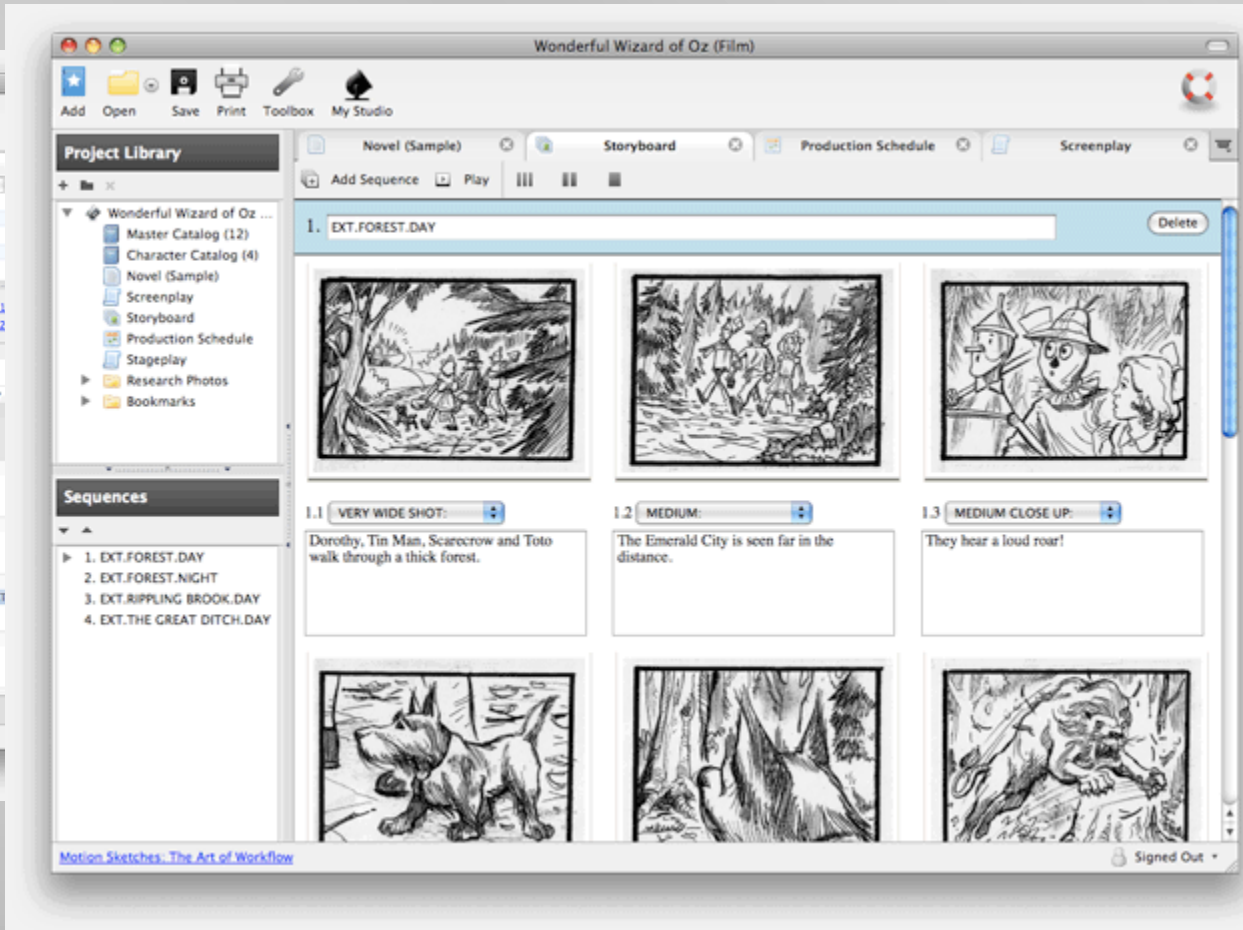 Wonderful Wizard of Oz (Film)
Add Open Save Print Toolbox My Studio
Project Library
Novel (Sample) Storyboard Production Schedule Screenplay
Add Sequence Play
Wonderful Wizard of Oz ...
Master Catalog (12)
Character Catalog (4)
Novel (Sample)
Screenplay
Storyboard
Production Schedule
Stageplay
Research Photos
Bookmarks
Sequences
1. EXT.FOREST.DAY
2. EXT.FOREST.NIGHT
3. EXT.RIPPLING BROOK.DAY
4. EXT.THE GREAT DITCH.DAY
1. EXT.FOREST.DAY Delete
1.1 VERY WIDE SHOT:
Dorothy, Tin Man, Scarecrow and Toto
walk through a thick forest.
1.2 MEDIUM:
The Emerald City is seen far in the
distance.
1.3 MEDIUM CLOSE UP:
They hear a loud roar!
Motion Sketches: The Art of Workflow
Signed Out